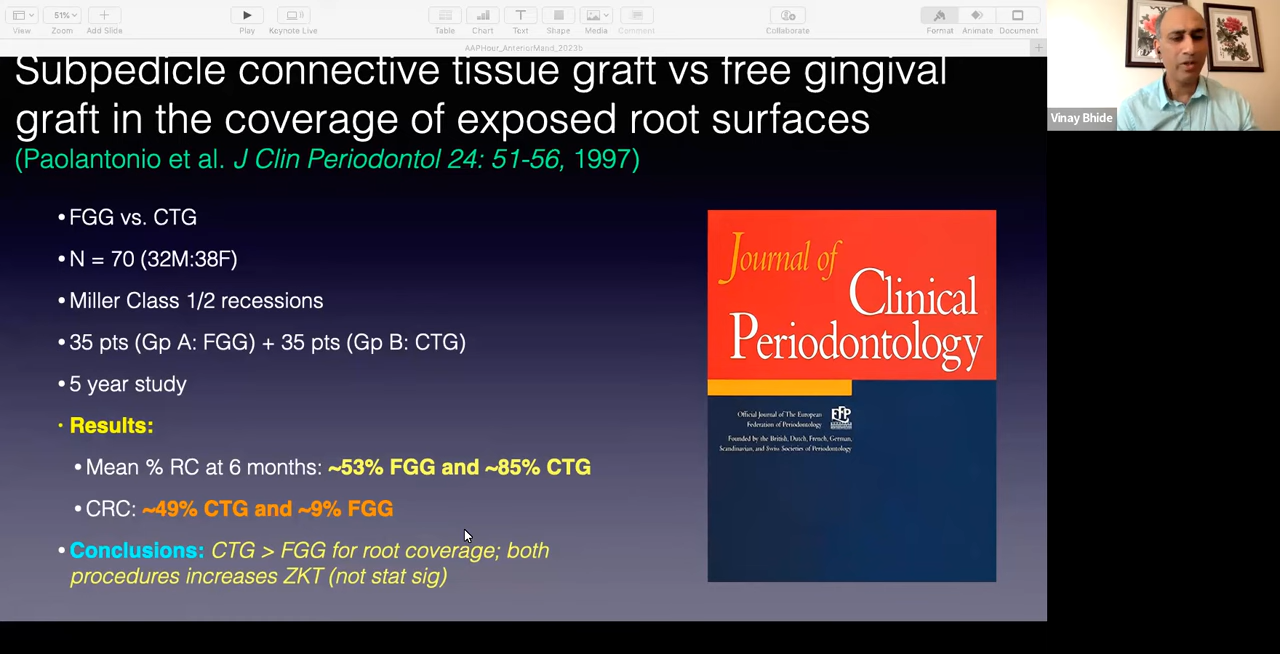 51%
View
Zoom
Add Slide
Play
Keynote Live
Table
Chart
Text
Shape
Media
Comment
Collaborate
Format
Animate
Document
AAPHour_AnteriorMand_2023b
Vinay Bhide
Subpedicle connective tissue graft vs free gingival
graft in the coverage of exposed root surfaces
(Paolantonio et al. J Clin Periodontol 24: 51-56, 1997)
• FGG vs. CTG
• N = 70 (32M:38F)
• Miller Class 1/2 recessions
• 35 pts (Gp A: FGG) + 35 pts (Gp B: CTG)
• 5 year study
• Results:
• Mean % RC at 6 months: ~53% FGG and ~85% CTG
• CRC: ~49% CTG and ~9% FGG
• Conclusions: CTG > FGG for root coverage; both
procedures increases ZKT (not stat sig)
Journal of
Clinical
Periodontology
Official Journal of The European
Federation of Periodontology
EFP
Founded by the British, Dutch, French, German,
Scandinavian, and Swiss Societies of Periodontology